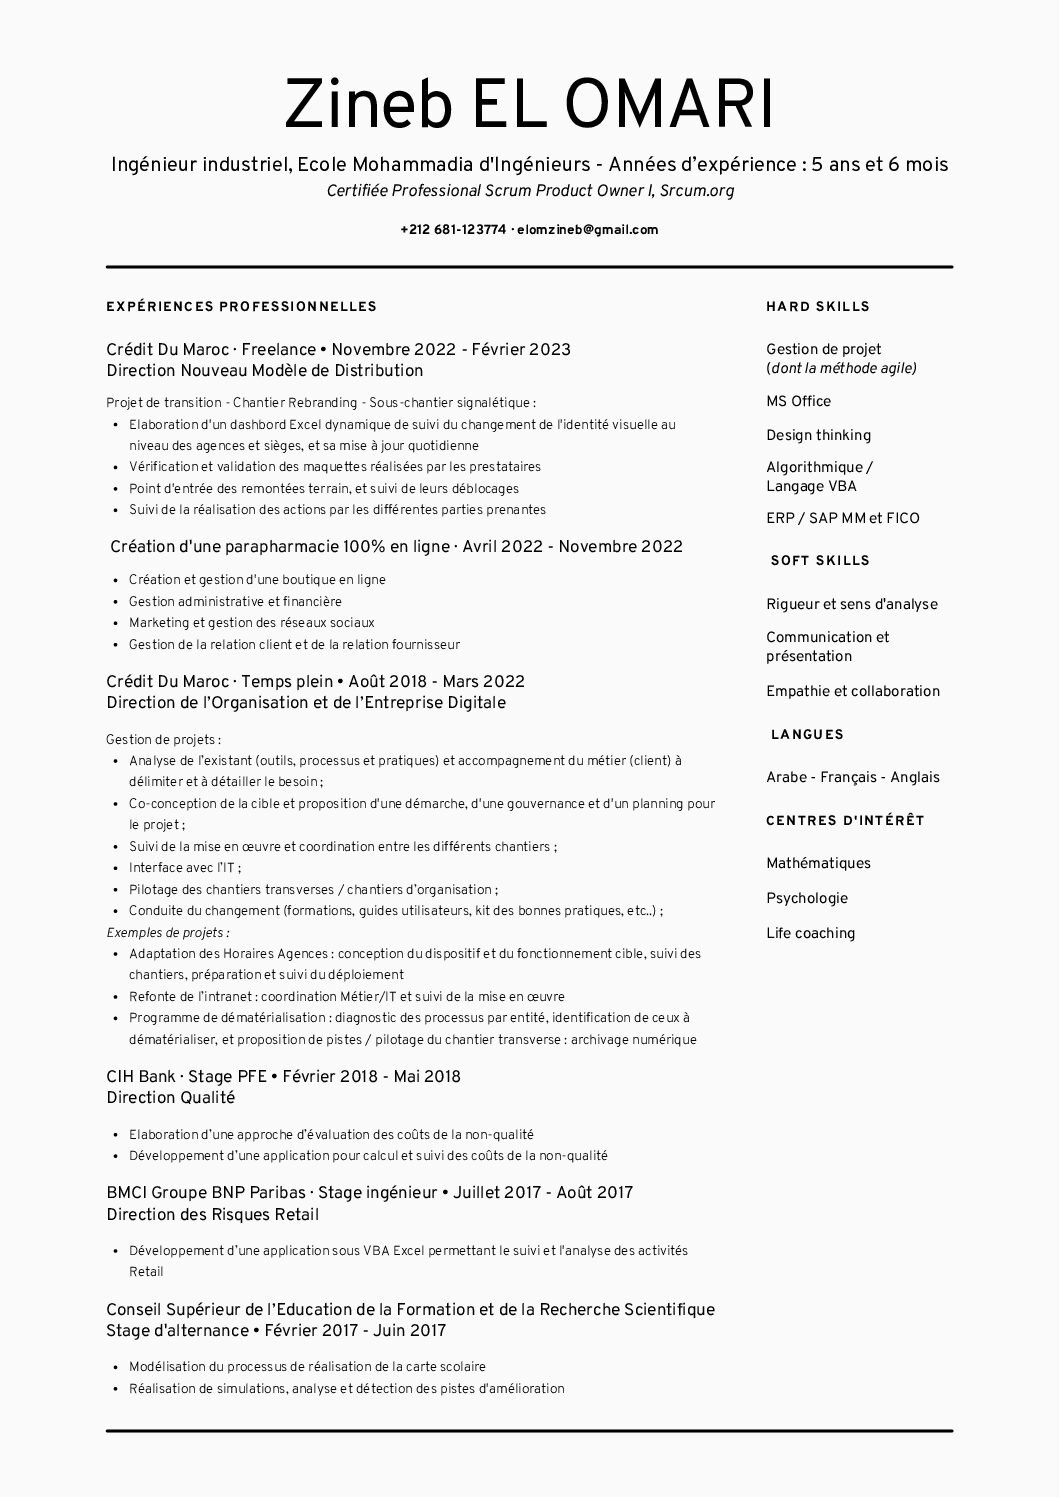 Zineb EL OMARI
Ingénieur industriel, Ecole Mohammadia d'Ingénieurs - Années d’expérience : 5 ans et 6 mois
Certifiée Professional Scrum Product Owner I, Srcum.org
+212 681-123774 · elomzineb@gmail.com
EXPÉRIENCES PROFESSIONNELLES
Crédit Du Maroc · Freelance • Novembre 2022 - Février 2023
Direction Nouveau Modèle de Distribution
Projet de transition - Chantier Rebranding - Sous-chantier signalétique :
• Elaboration d'un dashbord Excel dynamique de suivi du changement de l'identité visuelle au
niveau des agences et sièges, et sa mise à jour quotidienne
• Vérification et validation des maquettes réalisées par les prestataires
• Point d'entrée des remontées terrain, et suivi de leurs déblocages
• Suivi de la réalisation des actions par les différentes parties prenantes
Création d'une parapharmacie 100% en ligne · Avril 2022 - Novembre 2022
• Création et gestion d'une boutique en ligne
• Gestion administrative et financière
• Marketing et gestion des réseaux sociaux
• Gestion de la relation client et de la relation fournisseur
Crédit Du Maroc · Temps plein • Août 2018 - Mars 2022
Direction de l’Organisation et de l’Entreprise Digitale
Gestion de projets :
• Analyse de l’existant (outils, processus et pratiques) et accompagnement du métier (client) à
délimiter et à détailler le besoin ;
• Co-conception de la cible et proposition d'une démarche, d'une gouvernance et d'un planning pour
le projet ;
• Suivi de la mise en œuvre et coordination entre les différents chantiers ;
• Interface avec l’IT ;
• Pilotage des chantiers transverses / chantiers d’organisation ;
• Conduite du changement (formations, guides utilisateurs, kit des bonnes pratiques, etc..) ;
Exemples de projets :
• Adaptation des Horaires Agences : conception du dispositif et du fonctionnement cible, suivi des
chantiers, préparation et suivi du déploiement
• Refonte de l’intranet : coordination Métier/IT et suivi de la mise en œuvre
• Programme de dématérialisation : diagnostic des processus par entité, identification de ceux à
dématérialiser, et proposition de pistes / pilotage du chantier transverse : archivage numérique
CIH Bank · Stage PFE • Février 2018 - Mai 2018
Direction Qualité
• Elaboration d’une approche d’évaluation des coûts de la non-qualité
• Développement d’une application pour calcul et suivi des coûts de la non-qualité
BMCI Groupe BNP Paribas · Stage ingénieur • Juillet 2017 - Août 2017
Direction des Risques Retail
• Développement d’une application sous VBA Excel permettant le suivi et l'analyse des activités
Retail
Conseil Supérieur de l’Education de la Formation et de la Recherche Scientifique
Stage d'alternance • Février 2017 - Juin 2017
• Modélisation du processus de réalisation de la carte scolaire
• Réalisation de simulations, analyse et détection des pistes d'amélioration
HARD SKILLS
Gestion de projet
(dont la méthode agile)
MS Office
Design thinking
Algorithmique /
Langage VBA
ERP / SAP MM et FICO
SOFT SKILLS
Rigueur et sens d'analyse
Communication et
présentation
Empathie et collaboration
LANGUES
Arabe - Français - Anglais
CENTRES D'INTÉRÊT
Mathématiques
Psychologie
Life coaching